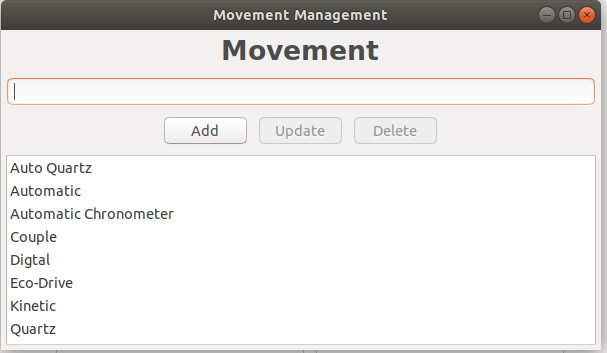 Movement Management
Movement
Add Update Delete
Auto Quartz
Automatic
Automatic Chronometer
Couple
Digtal
Eco-Drive
Kinetic
Quartz